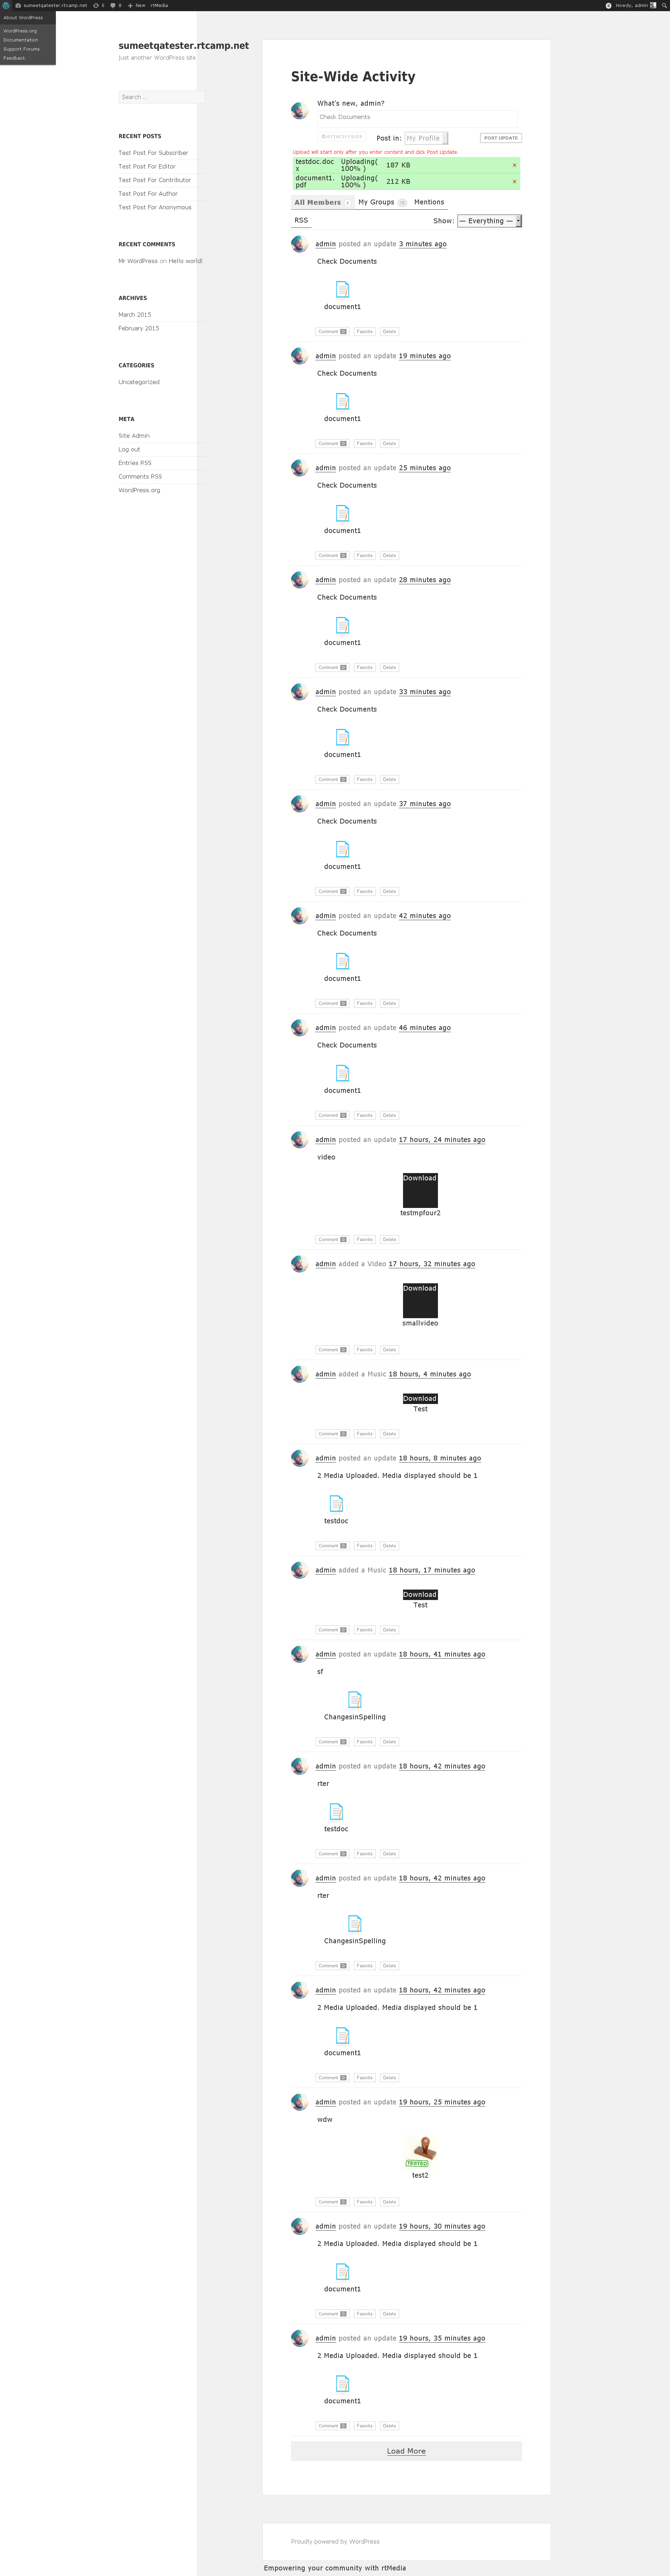 sumeetqatester.rtcamp.net
New
rtMedia
Howdy, admin
About WordPress
WordPress.org
Documentation
Support Forums
Feedback
sumeetqatester.rtcamp.net
Just another WordPress site
Search …
RECENT POSTS
Test Post For Subscriber
Test Post For Editor
Test Post For Contributor
Test Post For Author
Test Post For Anonymous
RECENT COMMENTS
Mr WordPress on Hello world!
ARCHIVES
March 2015
February 2015
CATEGORIES
Uncategorized
META
Site Admin
Log out
Entries RSS
Comments RSS
WordPress.org
Site-Wide Activity
What's new, admin?
Check Documents
ATTACH FILES
Post in: My Profile
POST UPDATE
Upload will start only after you enter content and click Post Update.
testdoc.doc Uploading( 187 KB ×
x 100% )
document1. Uploading( 212 KB ×
pdf 100% )
All Members My Groups Mentions
RSS
Show: — Everything —
admin posted an update 3 minutes ago
Check Documents
document1
Comment 0 Favorite Delete
admin posted an update 19 minutes ago
Check Documents
document1
Comment 0 Favorite Delete
admin posted an update 25 minutes ago
Check Documents
document1
Comment 0 Favorite Delete
admin posted an update 28 minutes ago
Check Documents
document1
Comment 0 Favorite Delete
admin posted an update 33 minutes ago
Check Documents
document1
Comment 0 Favorite Delete
admin posted an update 37 minutes ago
Check Documents
document1
Comment 0 Favorite Delete
admin posted an update 42 minutes ago
Check Documents
document1
Comment 0 Favorite Delete
admin posted an update 46 minutes ago
Check Documents
document1
Comment 0 Favorite Delete
admin posted an update 17 hours, 24 minutes ago
video
Download
testmpfour2
Comment 0 Favorite Delete
admin added a Video 17 hours, 32 minutes ago
Download
smallvideo
Comment 0 Favorite Delete
admin added a Music 18 hours, 4 minutes ago
Download
Test
Comment 0 Favorite Delete
admin posted an update 18 hours, 8 minutes ago
2 Media Uploaded. Media displayed should be 1
testdoc
Comment 0 Favorite Delete
admin added a Music 18 hours, 17 minutes ago
Download
Test
Comment 0 Favorite Delete
admin posted an update 18 hours, 41 minutes ago
sf
ChangesinSpelling
Comment 0 Favorite Delete
admin posted an update 18 hours, 42 minutes ago
rter
testdoc
Comment 0 Favorite Delete
admin posted an update 18 hours, 42 minutes ago
rter
ChangesinSpelling
Comment 0 Favorite Delete
admin posted an update 18 hours, 42 minutes ago
2 Media Uploaded. Media displayed should be 1
document1
Comment 0 Favorite Delete
admin posted an update 19 hours, 25 minutes ago
wdw
TESTED
test2
Comment 0 Favorite Delete
admin posted an update 19 hours, 30 minutes ago
2 Media Uploaded. Media displayed should be 1
document1
Comment 0 Favorite Delete
admin posted an update 19 hours, 35 minutes ago
2 Media Uploaded. Media displayed should be 1
document1
Comment 0 Favorite Delete
Load More
Proudly powered by WordPress
Empowering your community with rtMedia